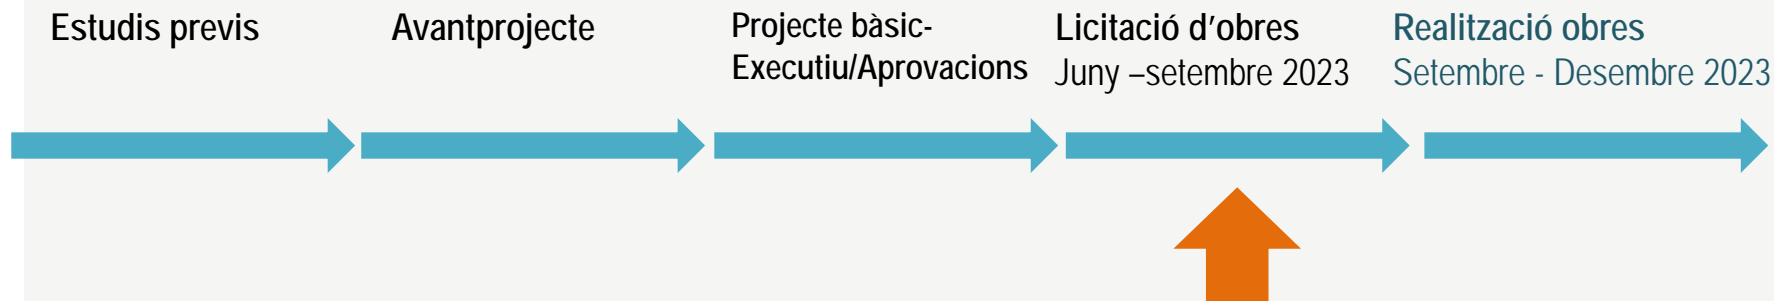 Estudis previs
Avantprojecte
Projecte bàsic-
Executiu/Aprovacions
Licitació d’obres
Juny –setembre 2023
Realització obres
Setembre - Desembre 2023